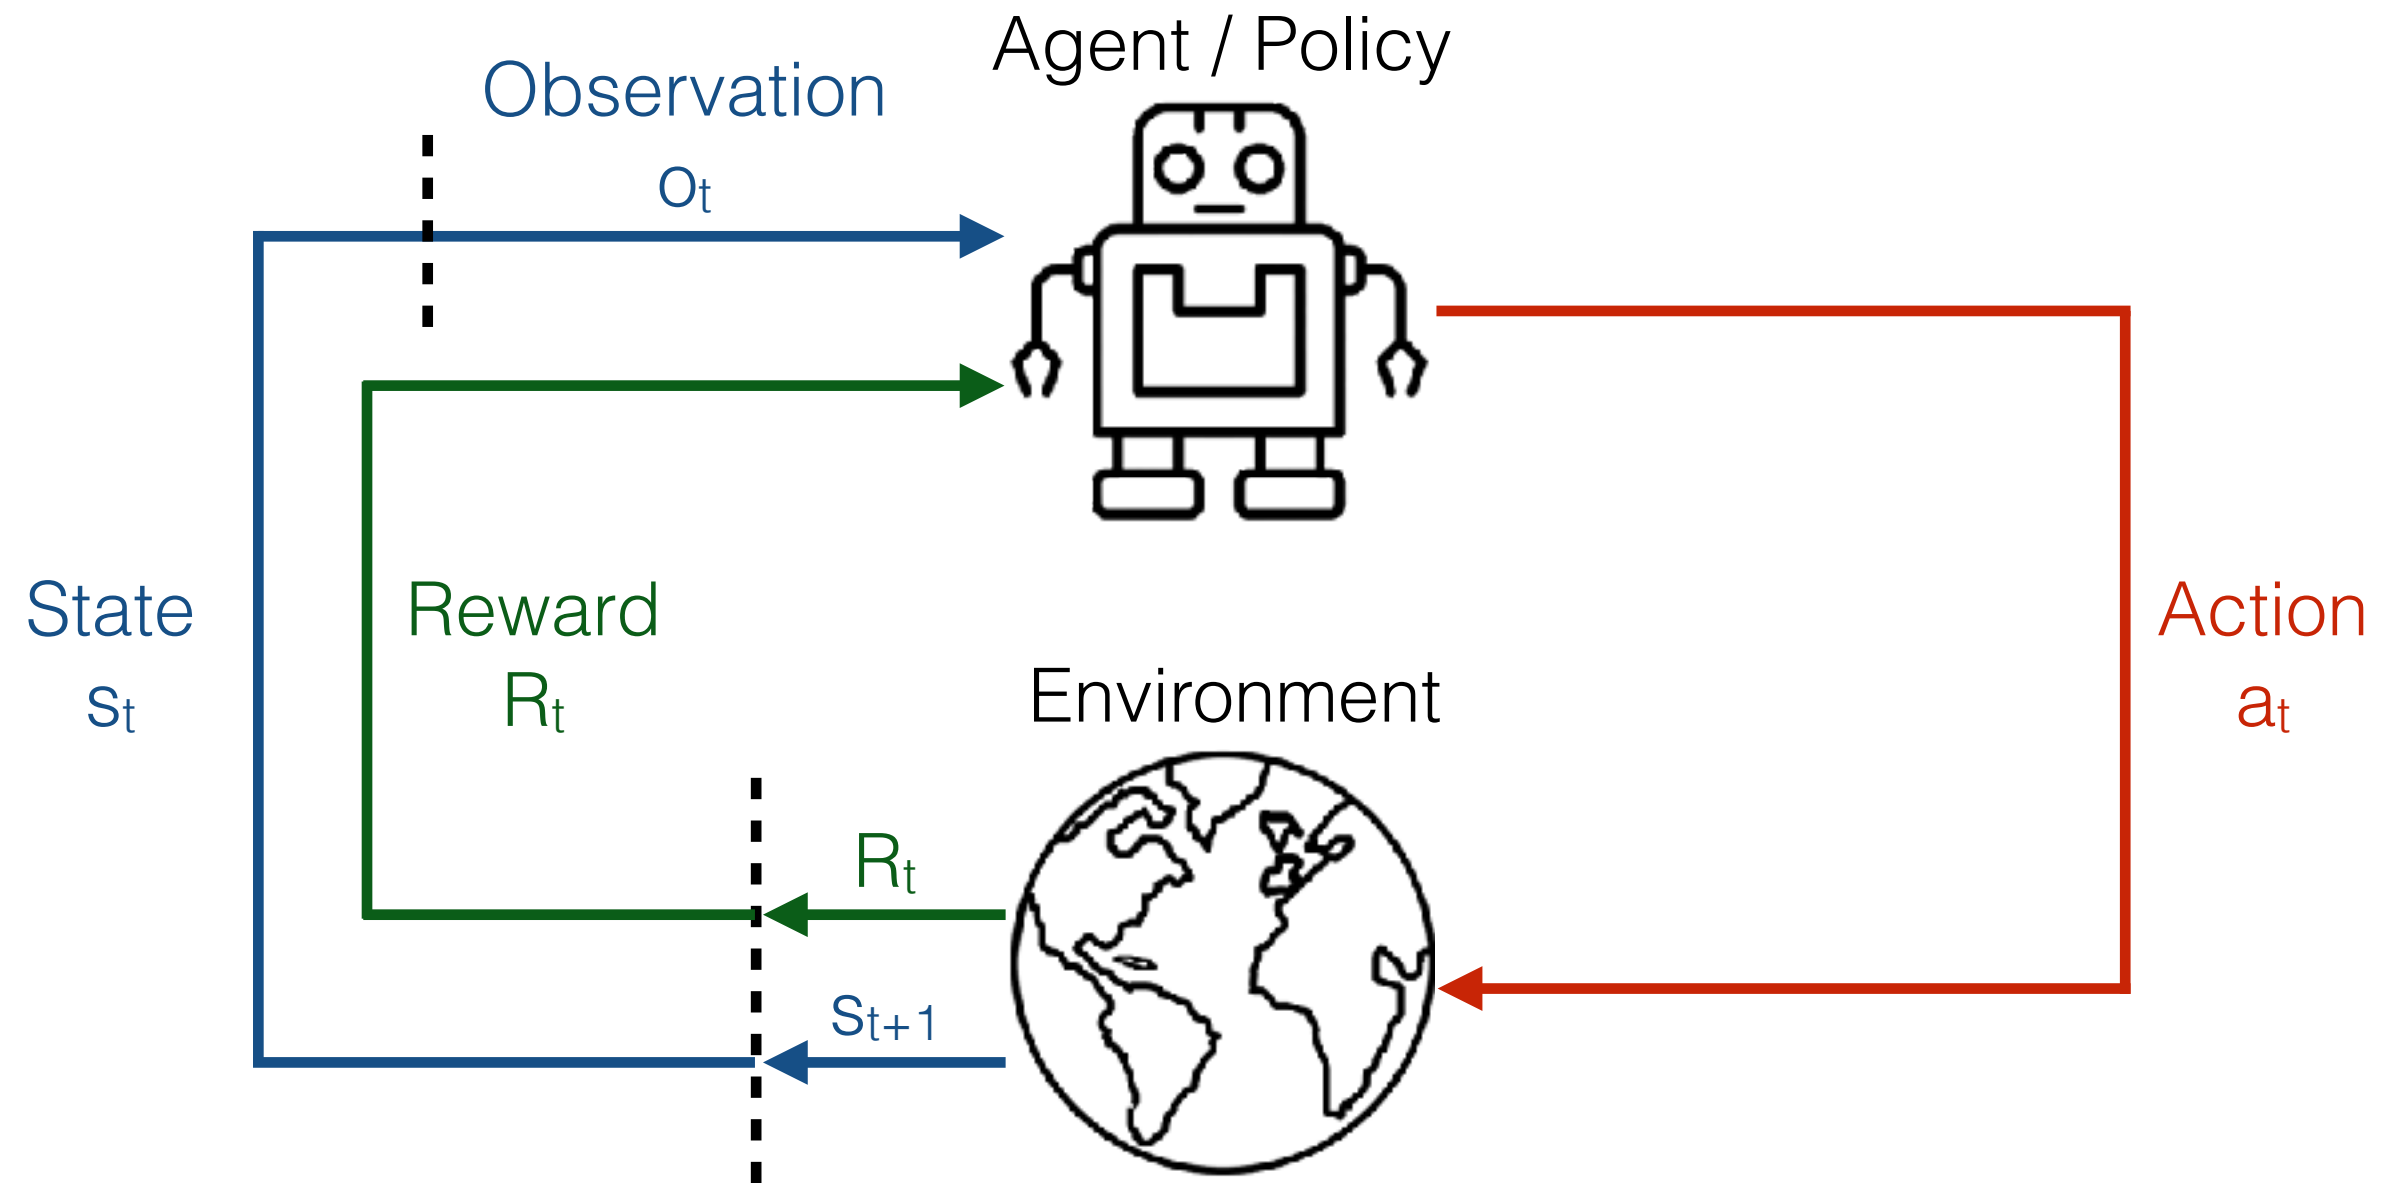 Agent / Policy
Observation
ot
State
st
Reward
Rt
Action
at
Environment
Rt
st+1